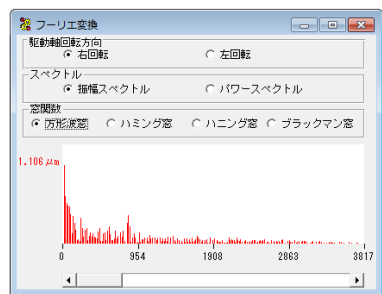 フーリエ変換
駆動軸回転方向
右回転 左回転
スペクトル
振幅スペクトル パワースペクトル
窓関数
方形波窓 ハミング窓 ハニング窓 ブラックマン窓
1.106μm
0 954 1908 2863 3817